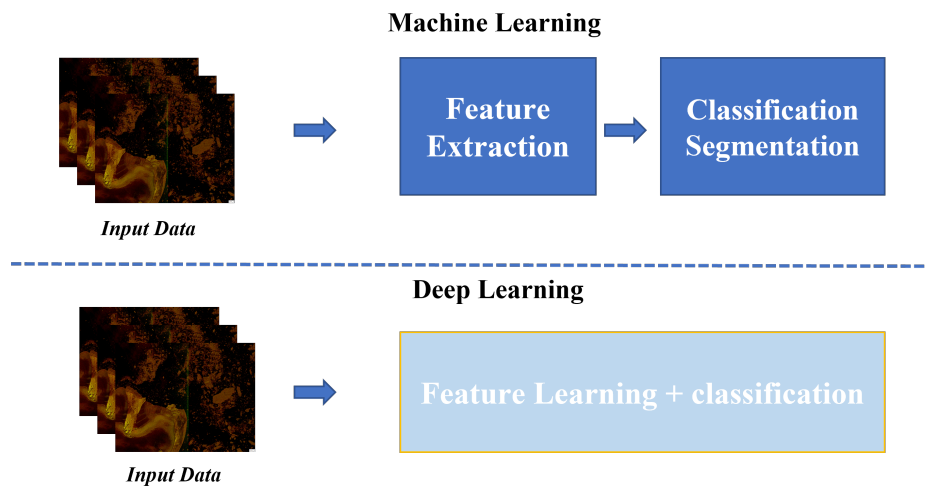 Machine Learning
Feature
Extraction
Classification
Segmentation
Input Data
Deep Learning
Feature Learning + classification
Input Data